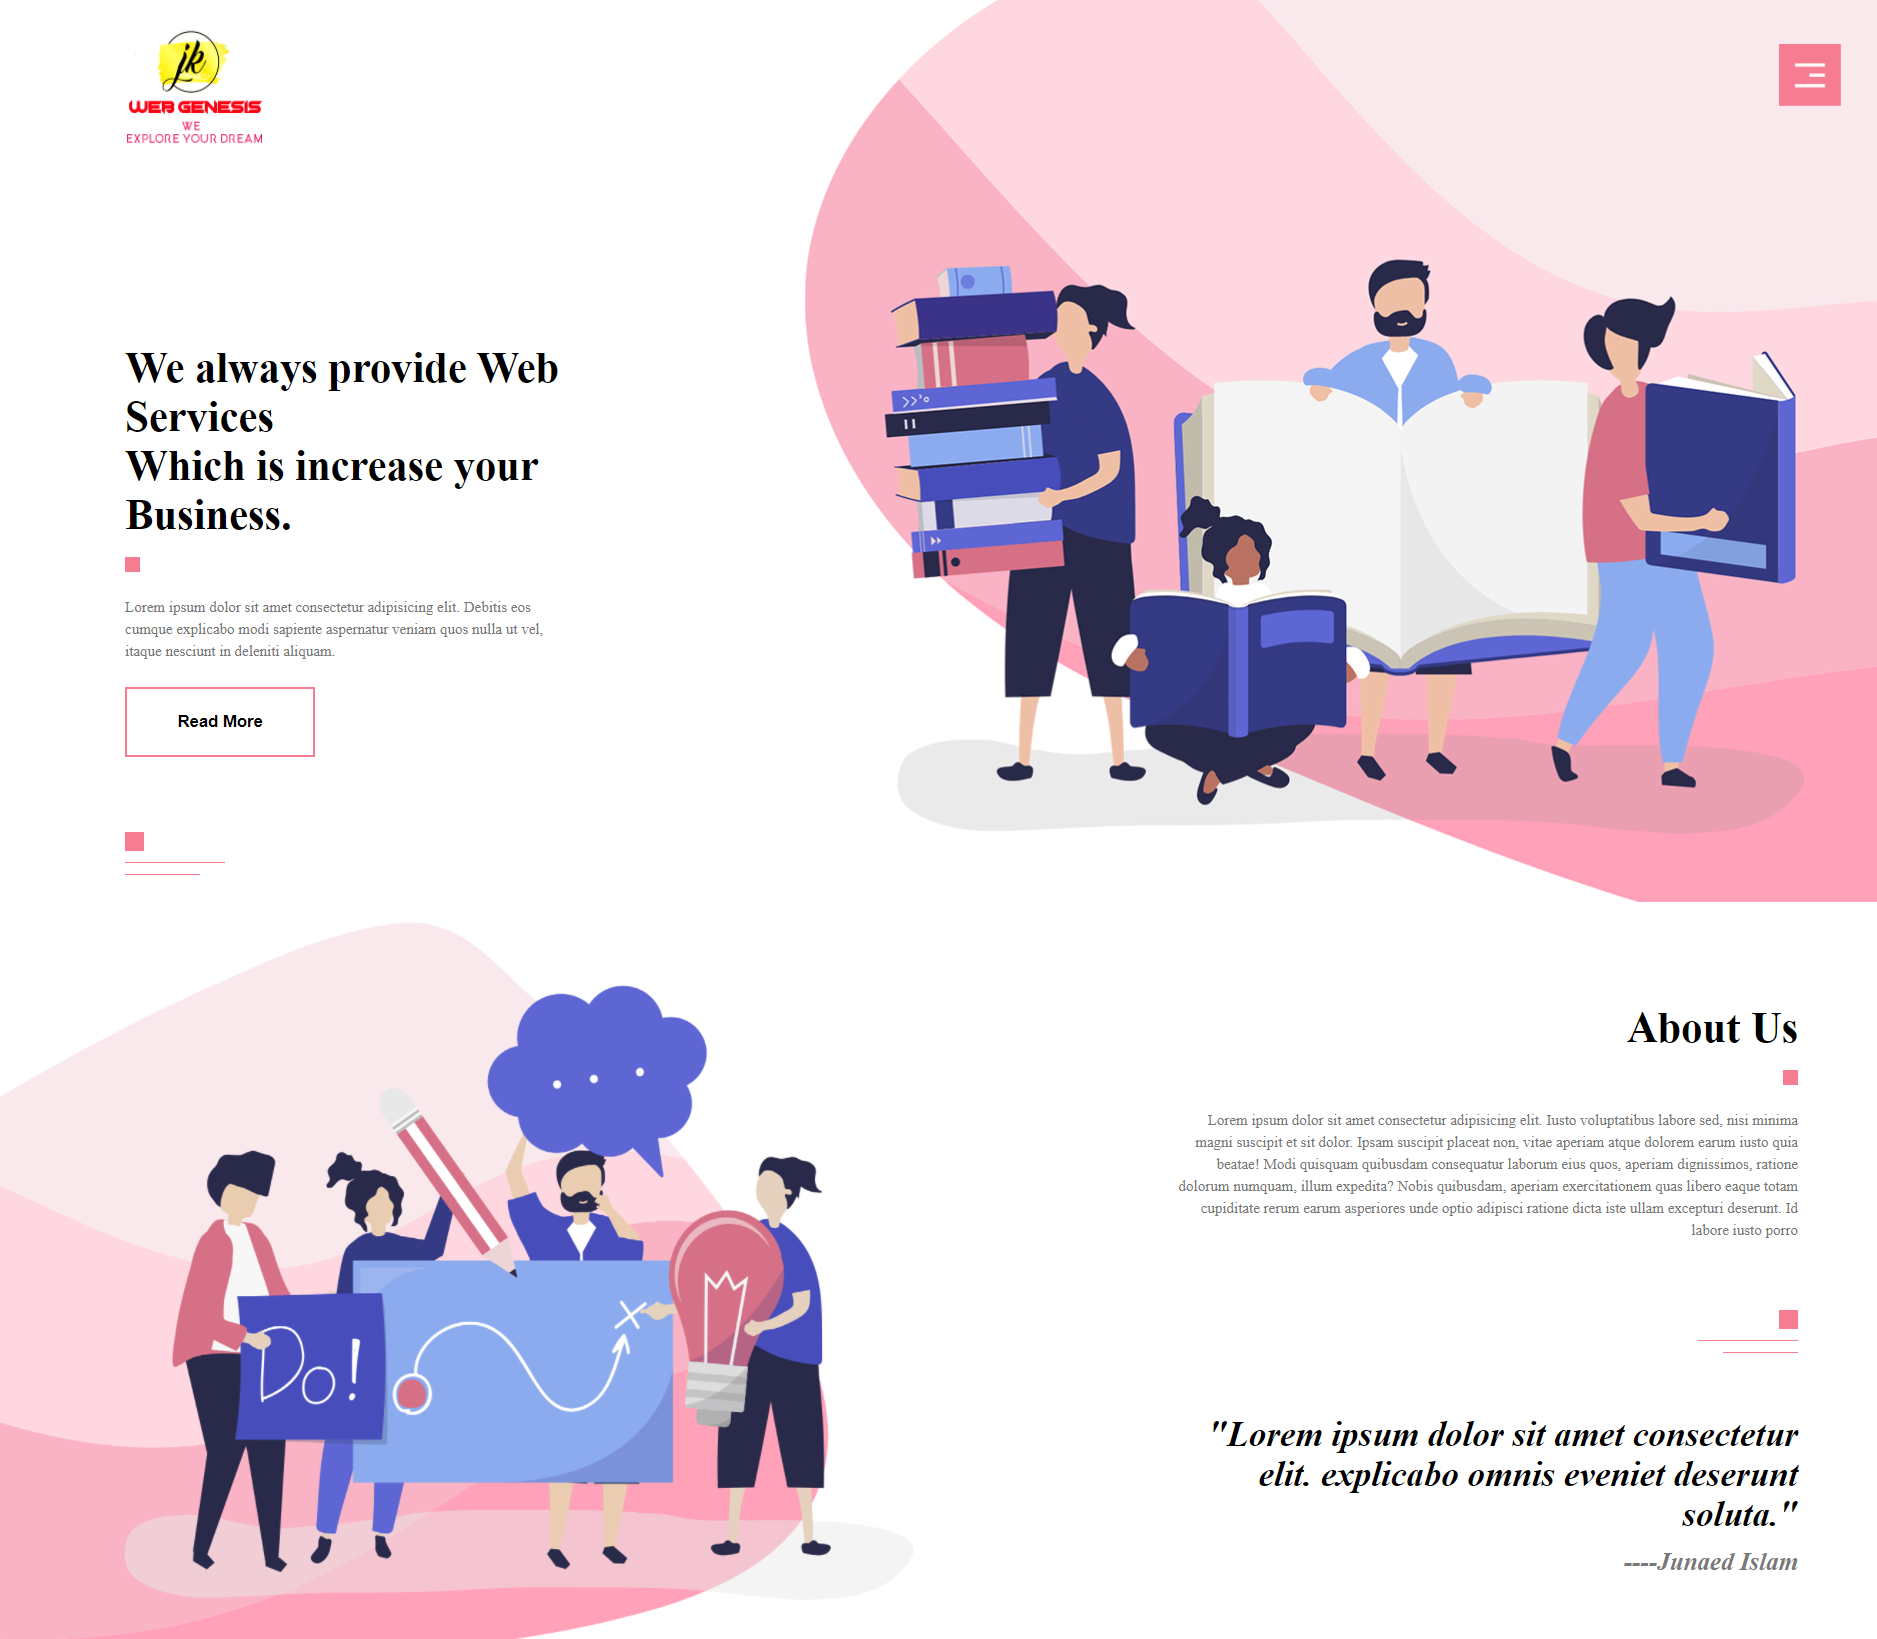 jk
WEB GENESIS
WE
EXPLORE YOUR DREAM
We always provide Web
Services
Which is increase your
Business.
Lorem ipsum dolor sit amet consectetur adipisicing elit. Debitis eos
cumque explicabo modi sapiente aspernatur veniam quos nulla ut vel,
itaque nesciunt in deleniti aliquam.
Read More
About Us
Lorem ipsum dolor sit amet consectetur adipisicing elit. Iusto voluptatibus labore sed, nisi minima
magni suscipit et sit dolor. Ipsam suscipit placeat non, vitae aperiam atque dolorem earum iusto quia
beatae! Modi quisquam quibusdam consequatur laborum eius quos, aperiam dignissimos, ratione
dolorum numquam, illum expedita? Nobis quibusdam, aperiam exercitationem quas libero eaque totam
cupiditate rerum earum asperiores unde optio adipisci ratione dicta iste ullam excepturi deserunt. Id
labore iusto porro
Do!
"Lorem ipsum dolor sit amet consectetur
elit. explicabo omnis eveniet deserunt
soluta."
----Junaed Islam